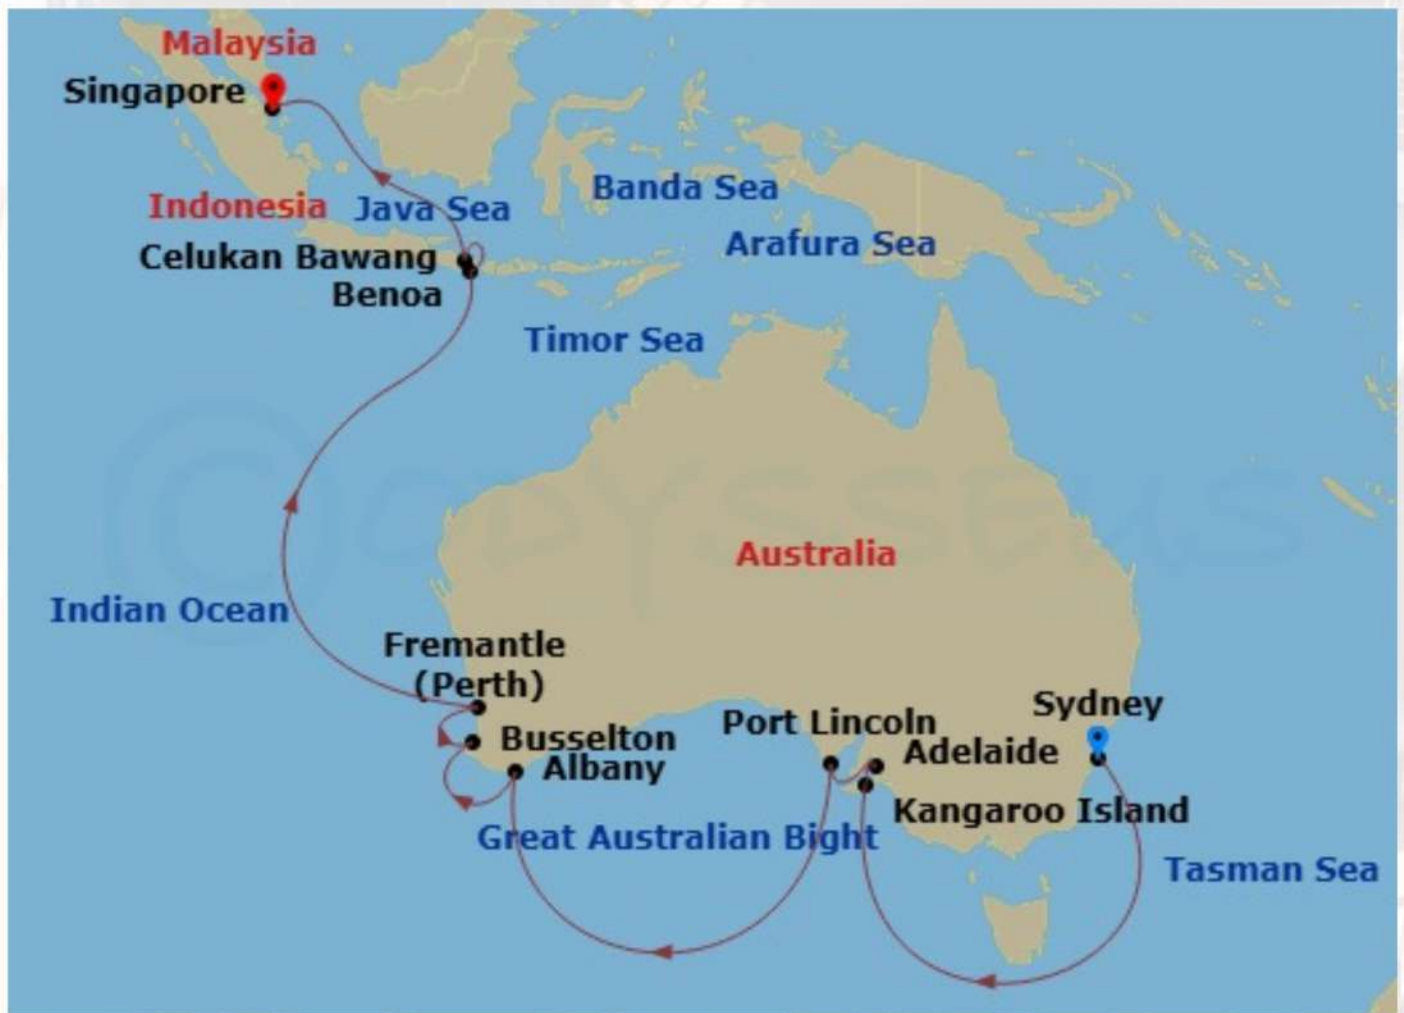 Malaysia
Singapore
Indonesia
Java Sea
Banda Sea
Arafura Sea
Celukan Bawang
Benoa
Timor Sea
©ODYSSEUS
Australia
Indian Ocean
Fremantle
(Perth)
Sydney
Port Lincoln
Busselton
Adelaide
Albany
Kangaroo Island
Great Australian Bight
Tasman Sea